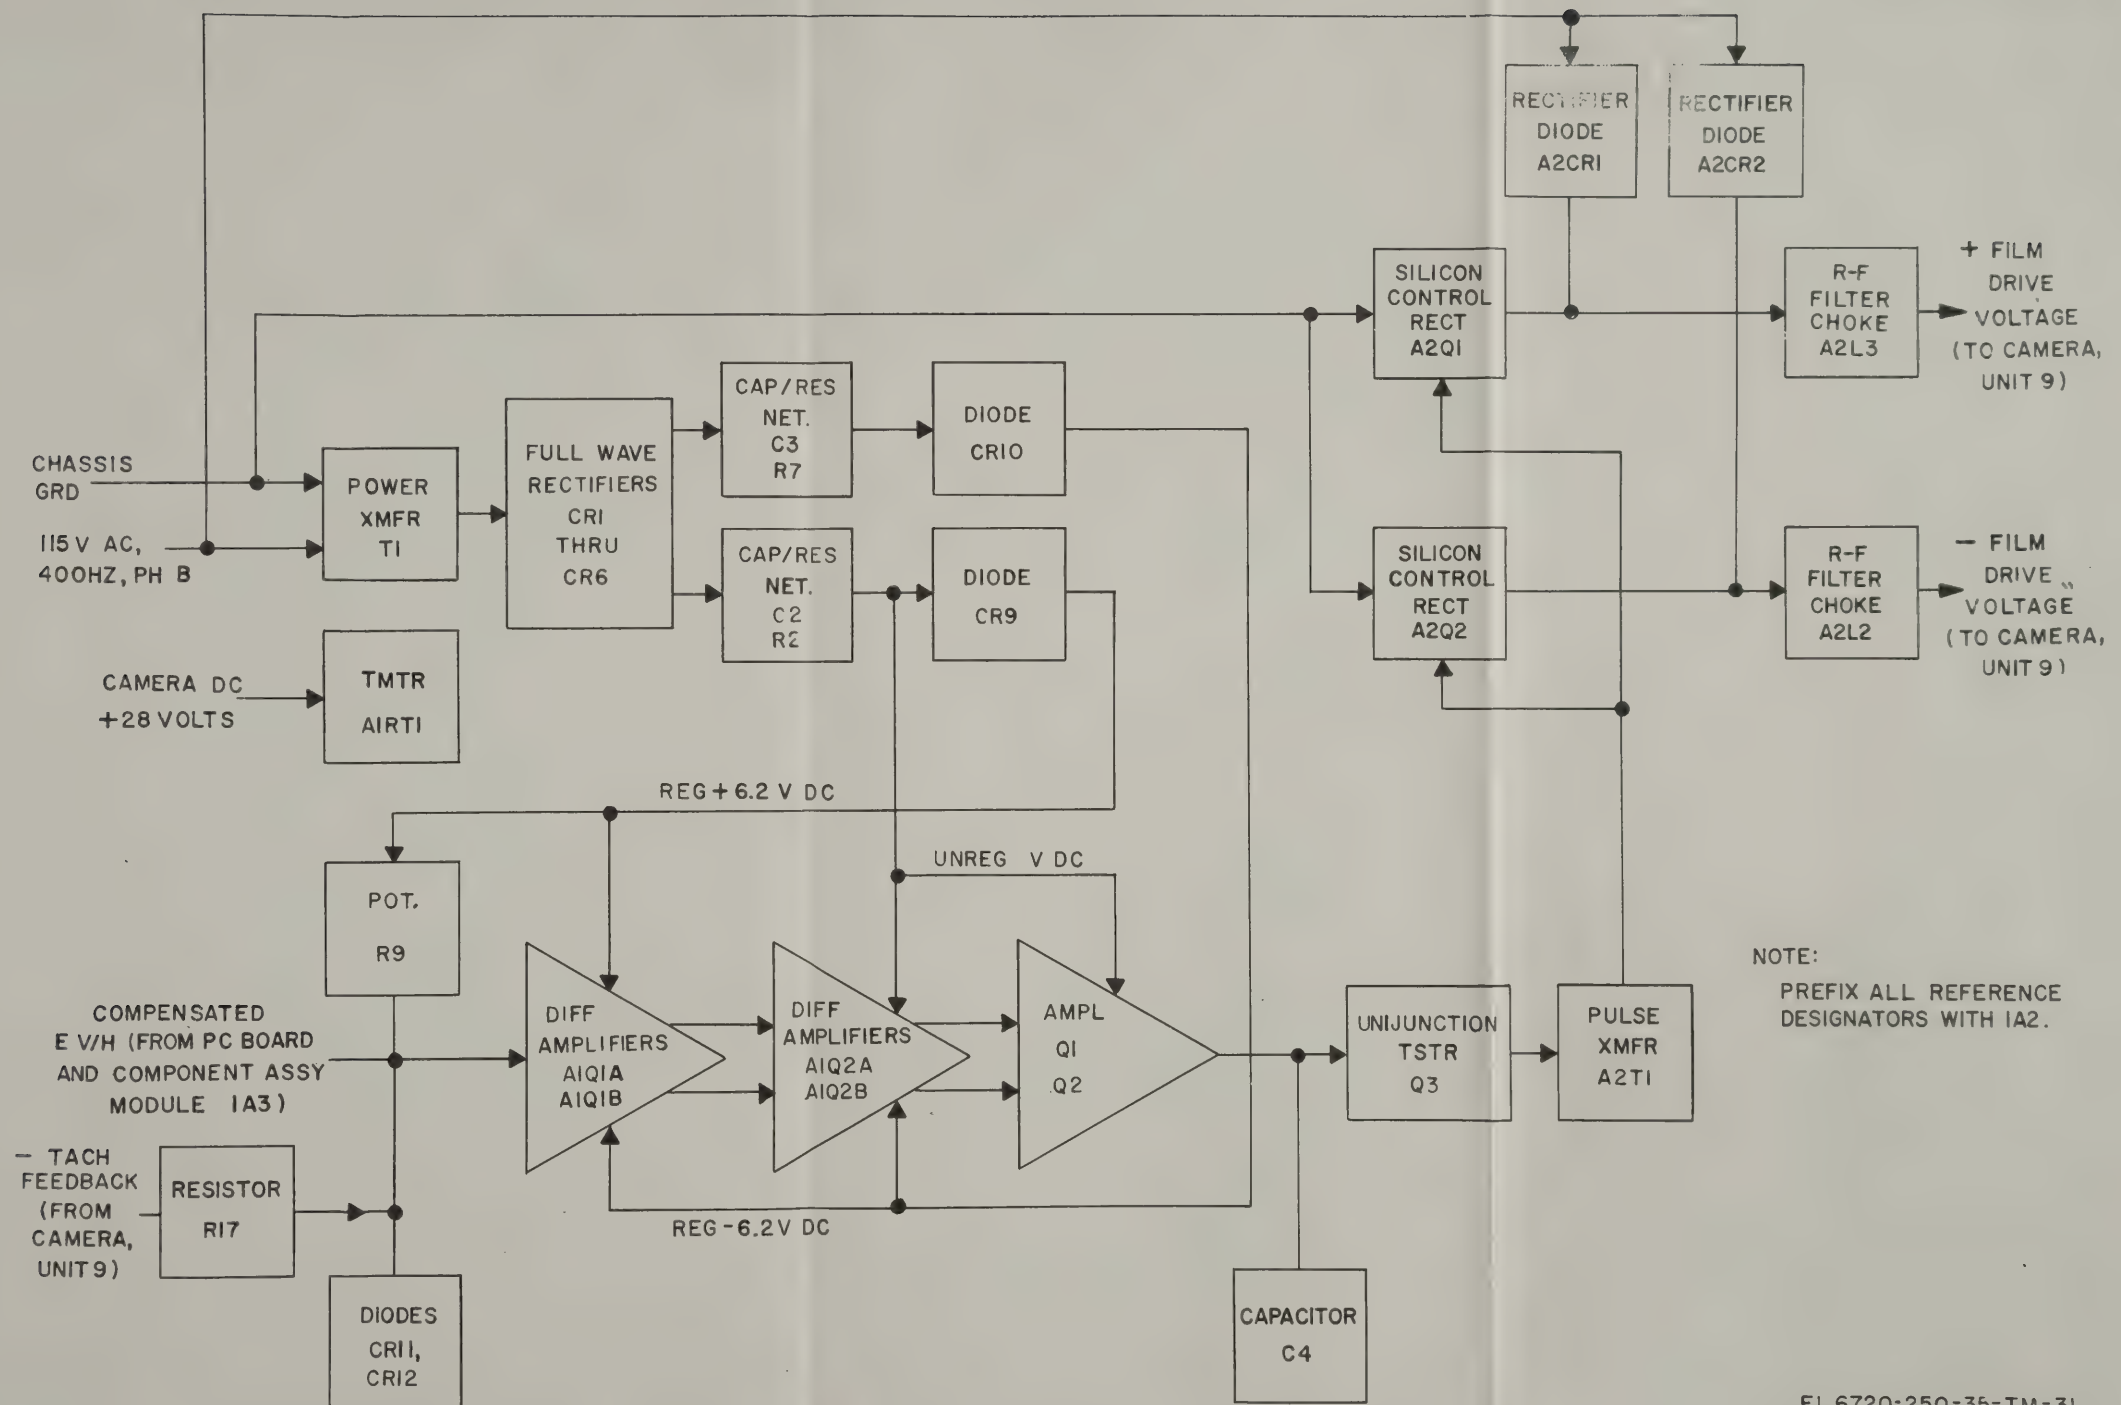 RECTIFIER
DIODE
A2CR1
RECTIFIER
DIODE
A2CR2
SILICON
CONTROL
RECT
A2Q1
R-F
FILTER
CHOKE
A2L3
+ FILM
DRIVE
VOLTAGE
(TO CAMERA,
UNIT 9)
CHASSIS
GRD
115V AC,
400HZ, PH B
POWER
XMFR
T1
FULL WAVE
RECTIFIERS
CR1
THRU
CR6
CAP/RES
NET.
C3
R7
DIODE
CR10
CAP/RES
NET.
C2
R2
DIODE
CR9
SILICON
CONTROL
RECT
A2Q2
R-F
FILTER
CHOKE
A2L2
- FILM
DRIVE
VOLTAGE
(TO CAMERA,
UNIT 9)
CAMERA DC
+28 VOLTS
TMTR
A1RT1
REG+6.2 V DC
UNREG V DC
POT.
R9
COMPENSATED
E V/H (FROM PC BOARD
AND COMPONENT ASSY
MODULE 1A3)
DIFF
AMPLIFIERS
A1Q1A
A1Q1B
DIFF
AMPLIFIERS
A1Q2A
A1Q2B
AMPL
Q1
Q2
UNIJUNCTION
TSTR
Q3
PULSE
XMFR
A2T1
NOTE:
PREFIX ALL REFERENCE
DESIGNATORS WITH 1A2.
- TACH
FEEDBACK
(FROM
CAMERA,
UNIT 9)
RESISTOR
R17
REG-6.2V DC
DIODES
CR11,
CR12
CAPACITOR
C4
EL6720-250-35-TM-31